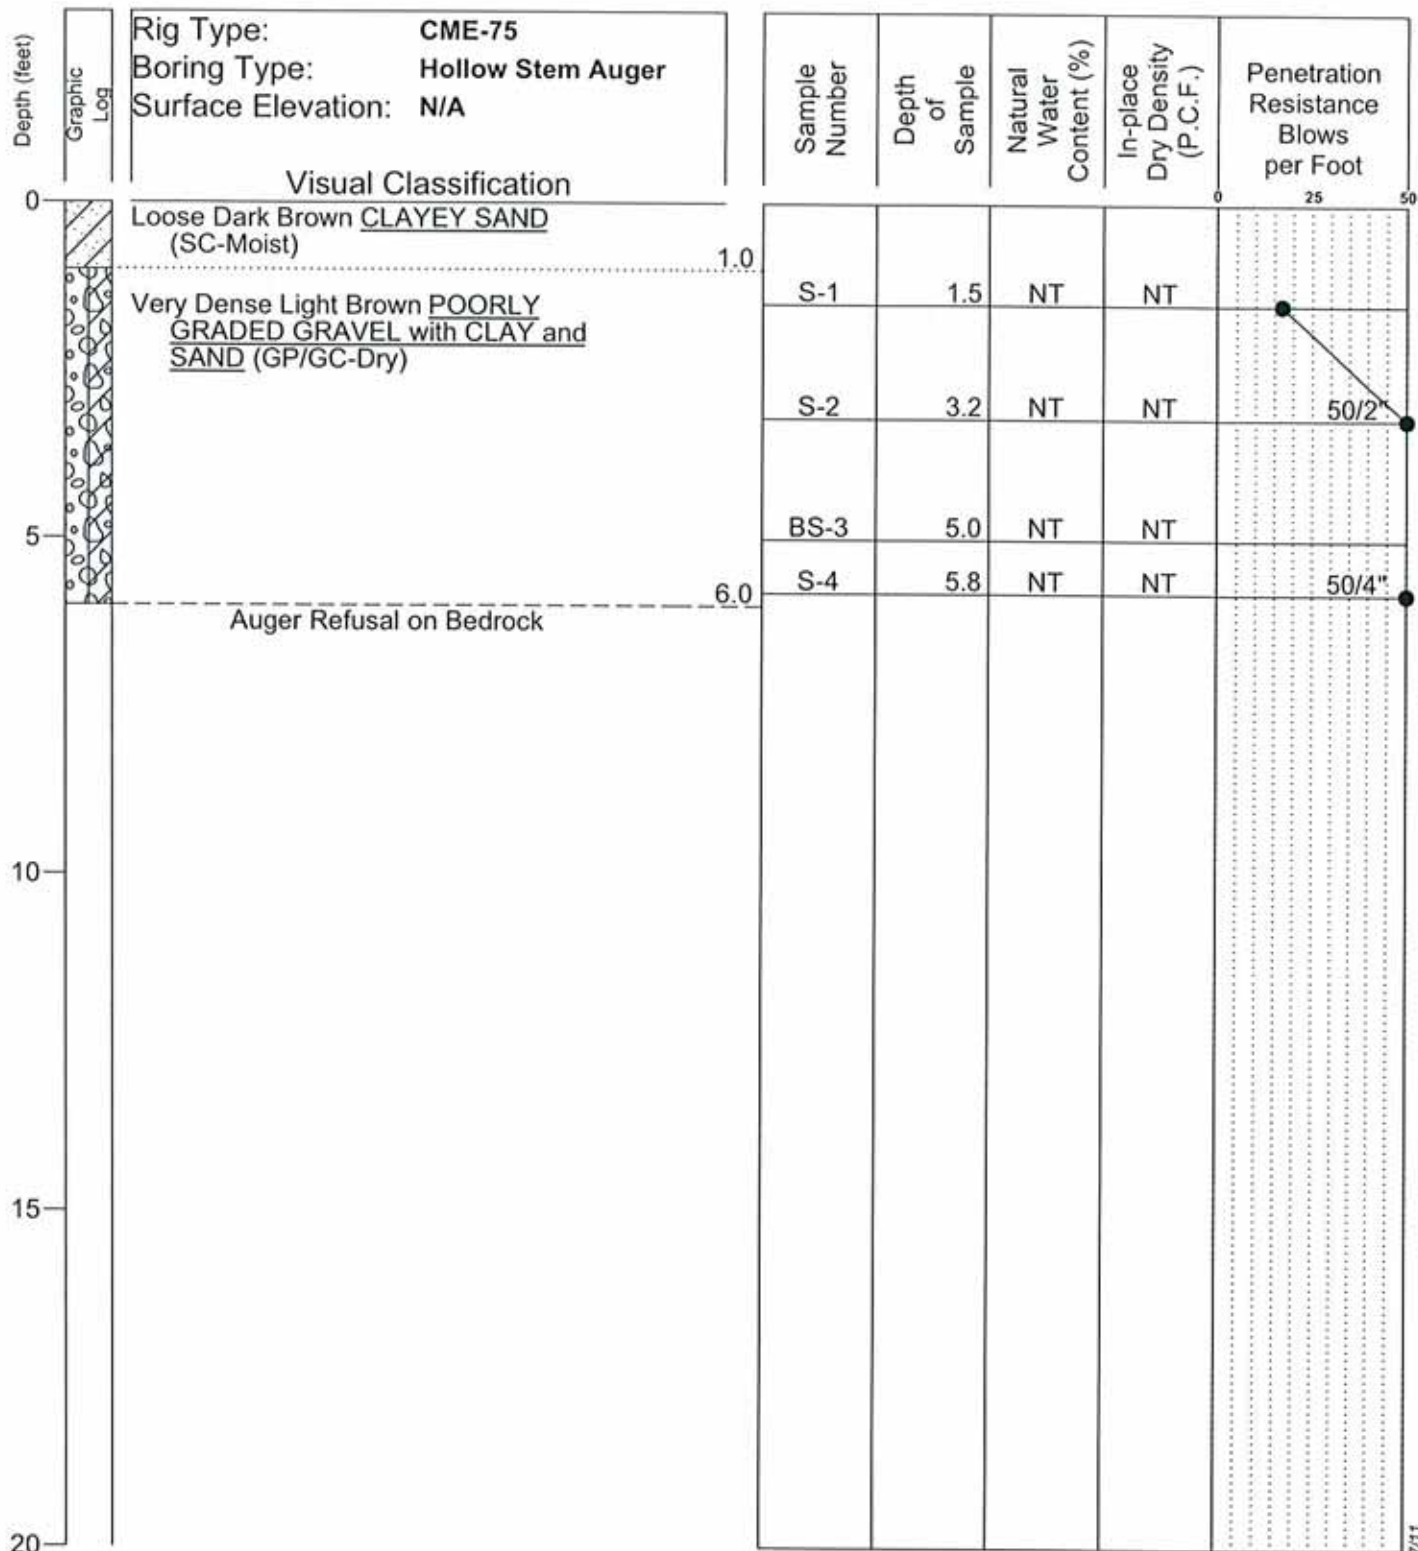 Depth (feet)
Graphic
Log
Rig Type: CME-75
Boring Type: Hollow Stem Auger
Surface Elevation: N/A
Visual Classification
Sample
Number
Depth
of
Sample
Natural
Water
Content (%)
In-place
Dry Density
(P.C.F.)
Penetration
Resistance
Blows
per Foot
0 25 50
0
Loose Dark Brown CLAYEY SAND
(SC-Moist)
1.0
Very Dense Light Brown POORLY
GRADED GRAVEL with CLAY and
SAND (GP/GC-Dry)
S-1 1.5 NT NT
S-2 3.2 NT NT 50/2"
5
BS-3 5.0 NT NT
S-4 5.8 NT NT 50/4"
6.0
Auger Refusal on Bedrock
10
15
20
7/11